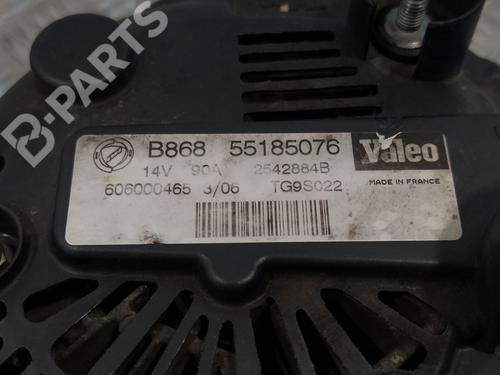 B-PARTS
B868 55185076
14V 90A 2542884B
606000465 3/06 TG9S022
Valeo
MADE IN FRANCE